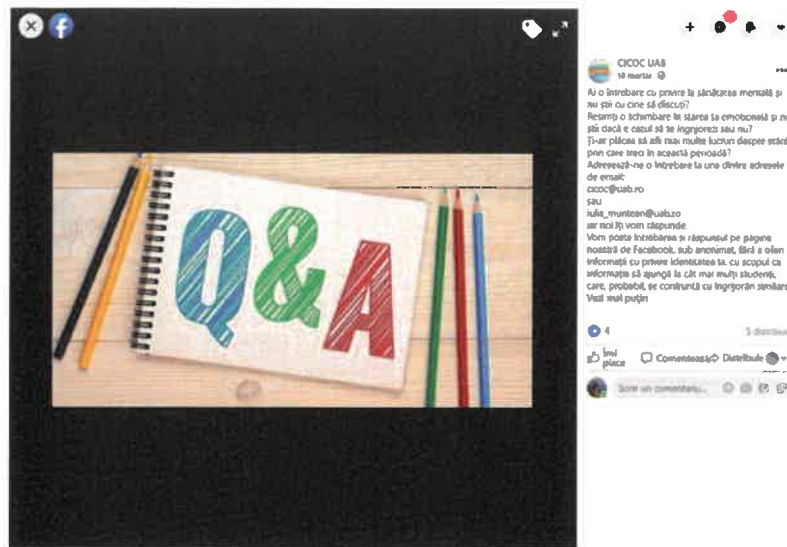 Q&A
CICOC UAB
10 martie
Ai o întrebare cu privire la sănătatea mentală și
nu știi cu cine să discuți?
Resimți o schimbare în starea ta emoțională și nu
știi dacă e cazul să te îngrijorezi sau nu?
Ți-ar plăcea să afli mai multe lucruri despre stări
prin care treci în această perioadă?
Adresează-ne o întrebare la una dintre adresele
de email:
cicoc@uab.ro
sau
iulia_muntean@uab.ro
iar noi îți vom răspunde.
Vom posta întrebarea și răspunsul pe pagina
noastră de Facebook, sub anonimat, fără a oferi
informații cu privire identitatea ta, cu scopul ca
informația să ajungă la cât mai mulți studenți,
care, probabil, se confruntă cu îngrijorări similare
Vezi mai puțin
4
5 distribuiri
Îmi place
Comentează
Distribuie
Scrie un comentariu...